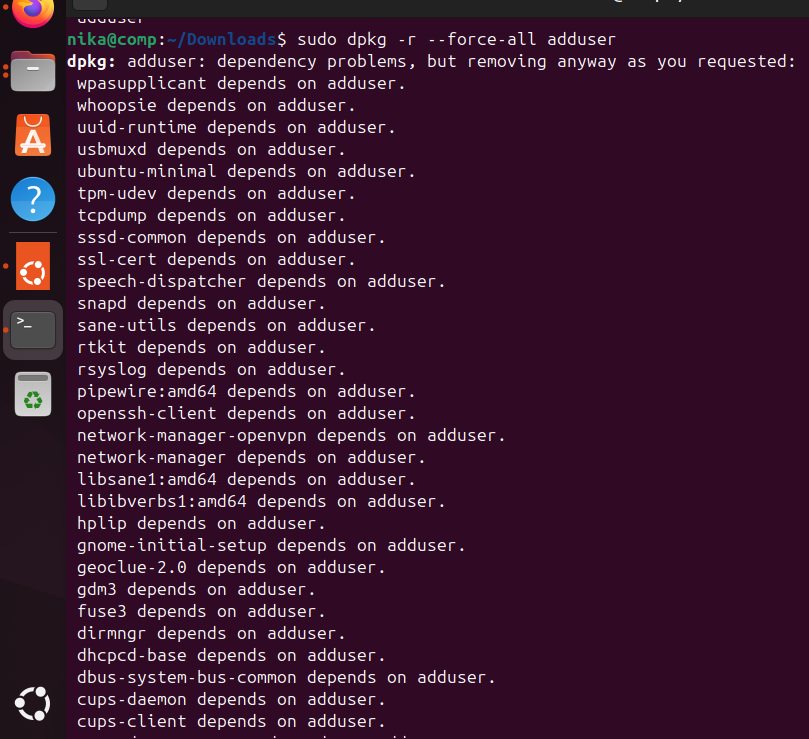 adduser
nika@comp:~/Downloads$ sudo dpkg -r --force-all adduser
dpkg: adduser: dependency problems, but removing anyway as you requested:
wpasupplicant depends on adduser.
whoopsie depends on adduser.
uuid-runtime depends on adduser.
usbmuxd depends on adduser.
ubuntu-minimal depends on adduser.
tpm-udev depends on adduser.
tcpdump depends on adduser.
sssd-common depends on adduser.
ssl-cert depends on adduser.
speech-dispatcher depends on adduser.
snapd depends on adduser.
sane-utils depends on adduser.
rtkit depends on adduser.
rsyslog depends on adduser.
pipewire:amd64 depends on adduser.
openssh-client depends on adduser.
network-manager-openvpn depends on adduser.
network-manager depends on adduser.
libsane1:amd64 depends on adduser.
libibverbs1:amd64 depends on adduser.
hplip depends on adduser.
gnome-initial-setup depends on adduser.
geoclue-2.0 depends on adduser.
gdm3 depends on adduser.
fuse3 depends on adduser.
dirmngr depends on adduser.
dhcpcd-base depends on adduser.
dbus-system-bus-common depends on adduser.
cups-daemon depends on adduser.
cups-client depends on adduser.